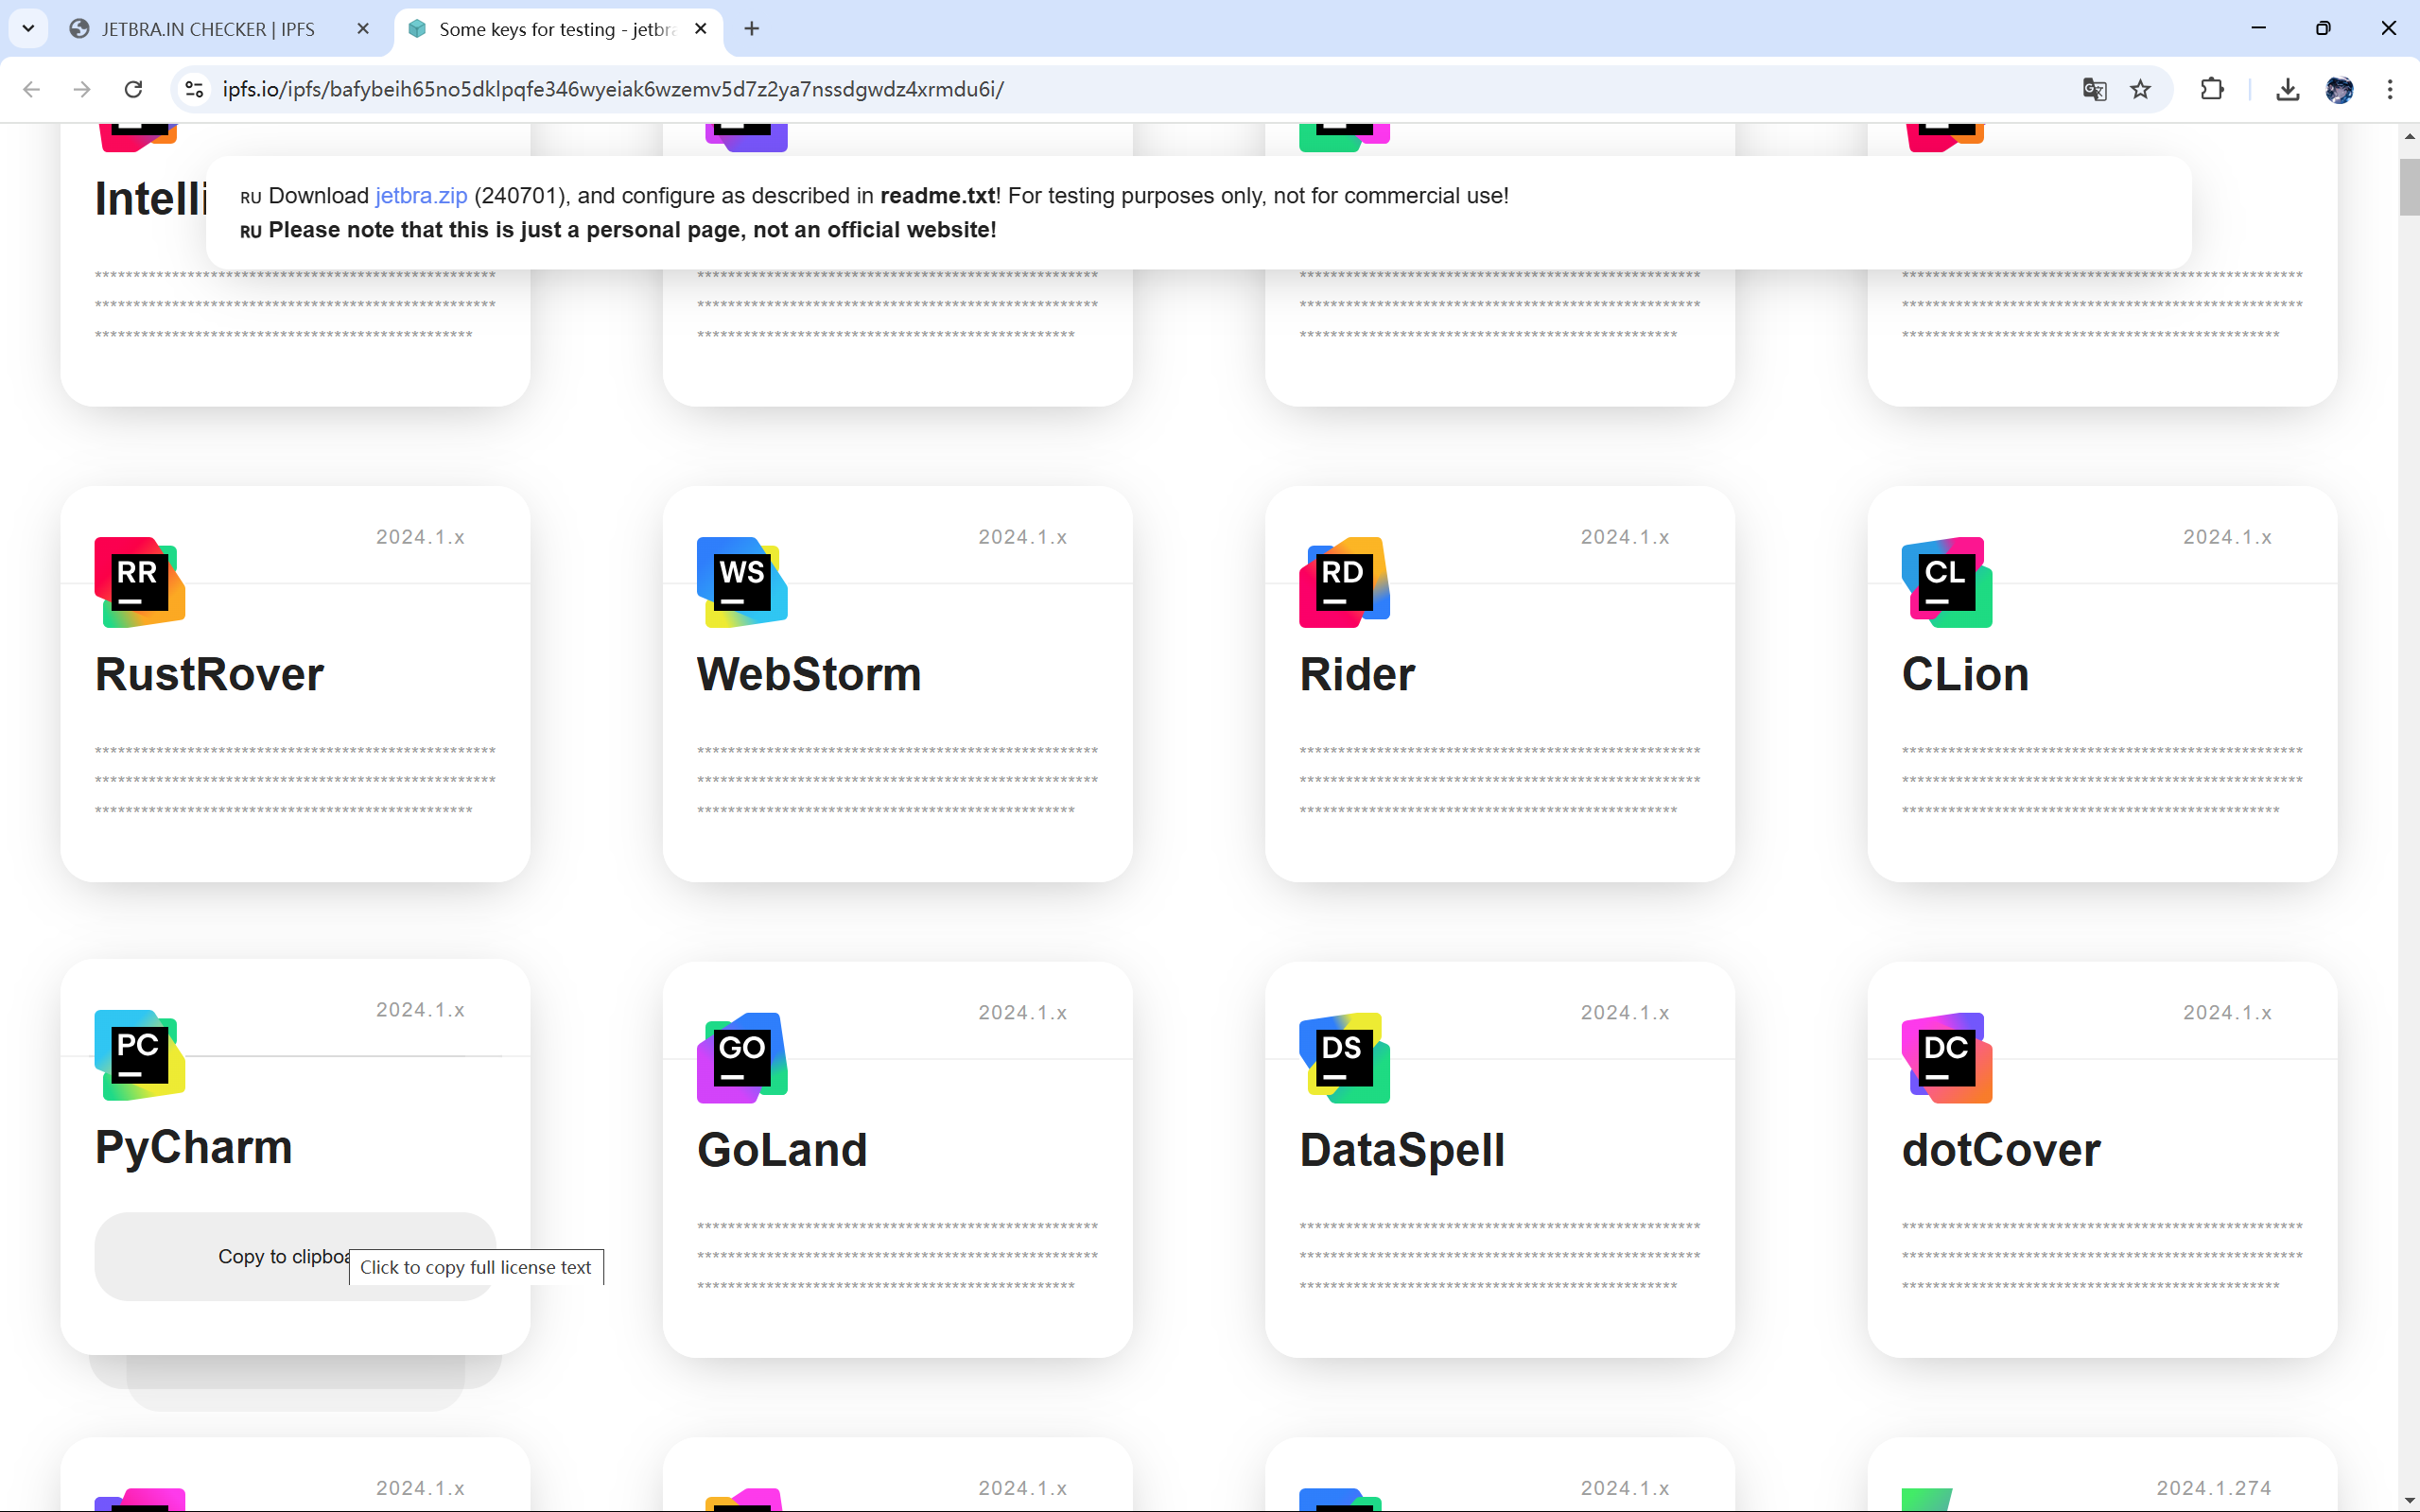 JETBRA.IN CHECKER | IPFS
Some keys for testing - jetbra
ipfs.io/ipfs/bafybeih65no5dklpqfe346wyeiak6wzemv5d7z2ya7nssdgwdz4xrmdu6i/
Intelli
RU Download jetbra.zip (240701), and configure as described in readme.txt! For testing purposes only, not for commercial use!
RU Please note that this is just a personal page, not an official website!
2024.1.x
RR
RustRover
2024.1.x
WS
WebStorm
2024.1.x
RD
Rider
2024.1.x
CL
CLion
2024.1.x
PC
PyCharm
Copy to clipboa
Click to copy full license text
2024.1.x
GO
GoLand
2024.1.x
DS
DataSpell
2024.1.x
DC
dotCover
2024.1.x
2024.1.x
2024.1.x
2024.1.274